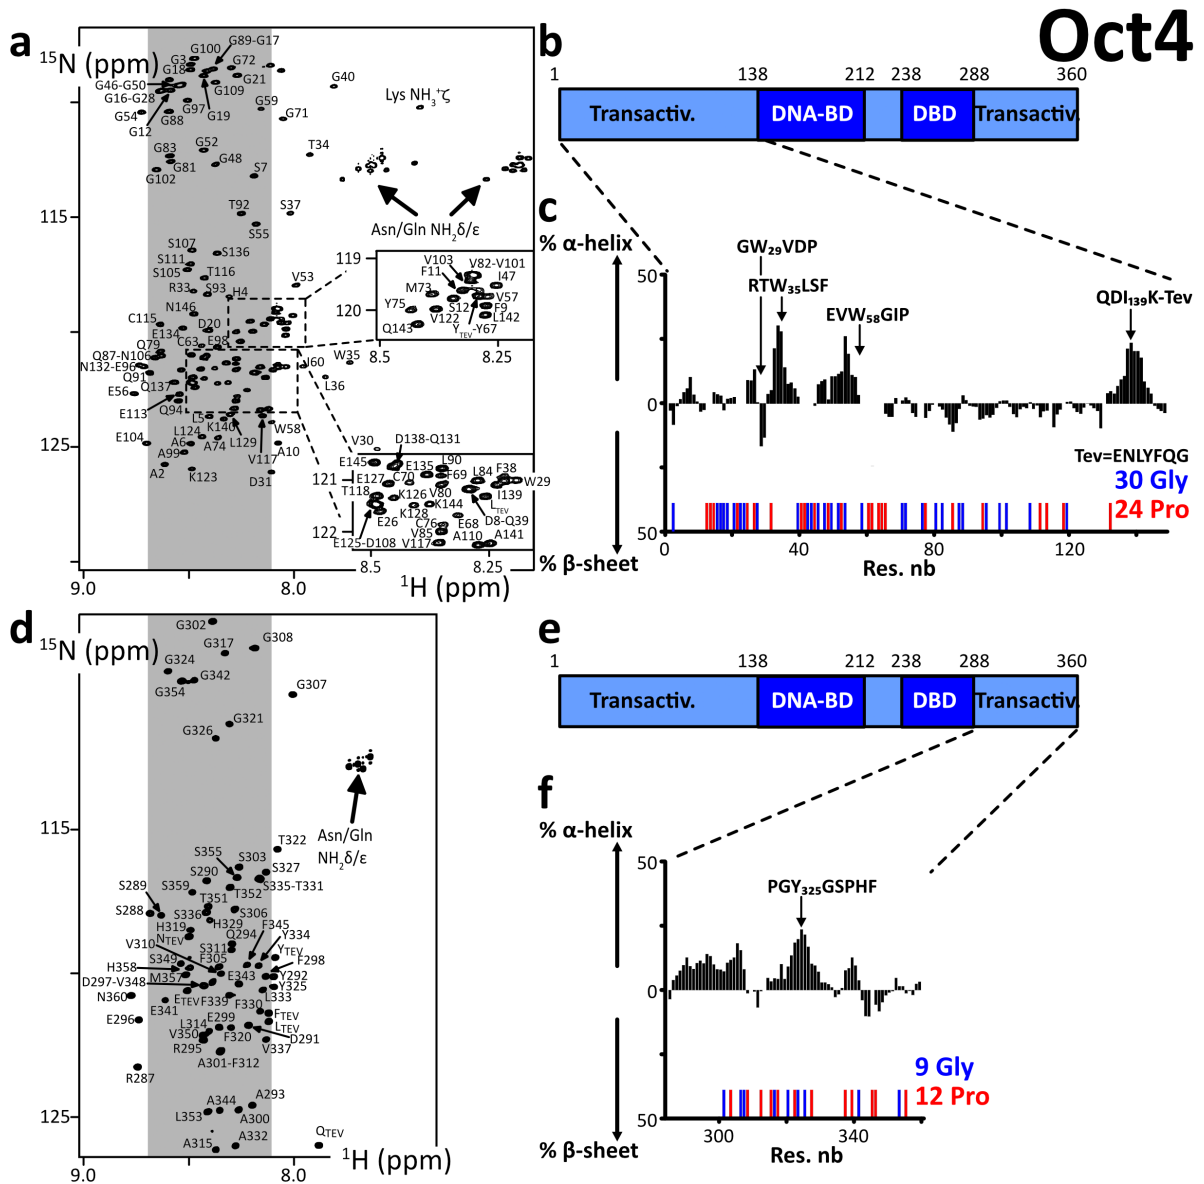 Oct4
a
15
N (ppm)
115
125
9.0
8.0
1H (ppm)
G100
G89-G17
G3
G72
G18
G21
G46-G50
G109
G16-G28
G97
G59
G54
G88
G19
G71
G12
G40
Lys NH3+ζ
G83
G52
T34
G81
G48
G102
S7
Asn/Gln NH2δ/ε
T92
S37
S55
S107
S136
S111
S105
T116
V53
R33
S93
H4
N146
C115
D20
E134
C63
E98
Q79
Q87-N106
N132-E96
Q91
Q137
I60
W35
L36
E56
E113
Q94
L5
K140
W58
E104
L124
A6
A74
L129
A99
V117
A10
A2
K123
D31
119
120
8.5
8.25
V103
V82-V101
F11
I47
M73
V57
Y75
S12
F9
V122
L142
Q143
YTEV-Y67
V30
D138-Q131
E145
E135
L90
121
E127
C70
F69
L84
F38
W29
T118
K126
V80
I139
K128
K144
LTEV
E26
C76
E68
D8-Q39
122
V85
A110
A141
E125-D108
V117
8.5
8.25
b
1
138
212
238
288
360
Transactiv.
DNA-BD
DBD
Transactiv.
c
% α-helix
GW29VDP
50
RTW35LSF
QDI139K-Tev
EVW58GIP
0
Tev=ENLYFQG
30 Gly
24 Pro
50
% β-sheet
0
40
80
120
Res. nb
d
15
N (ppm)
115
125
9.0
8.0
1H (ppm)
G302
G317
G308
G324
G342
G354
G307
G321
G326
Asn/Gln
NH2δ/ε
T322
S355
S303
S290
S327
S289
S359
S335-T331
T351
T352
S288
S336
S306
H319
H329
F345
NTEV
Q294
Y334
V310
S311
YTEV
S349
F305
F298
H358
M357
E343
Y292
D297-V348
Y325
N360
ETEV
F339
L333
E341
F330
E296
L314
E299
FTEV
V350
F320
LTEV
R295
D291
A301-F312
V337
R287
A344
A293
L353
A300
A315
A332
QTEV
e
1
138
212
238
288
360
Transactiv.
DNA-BD
DBD
Transactiv.
f
% α-helix
50
PGY325GSPHF
0
9 Gly
12 Pro
50
% β-sheet
300
340
Res. nb